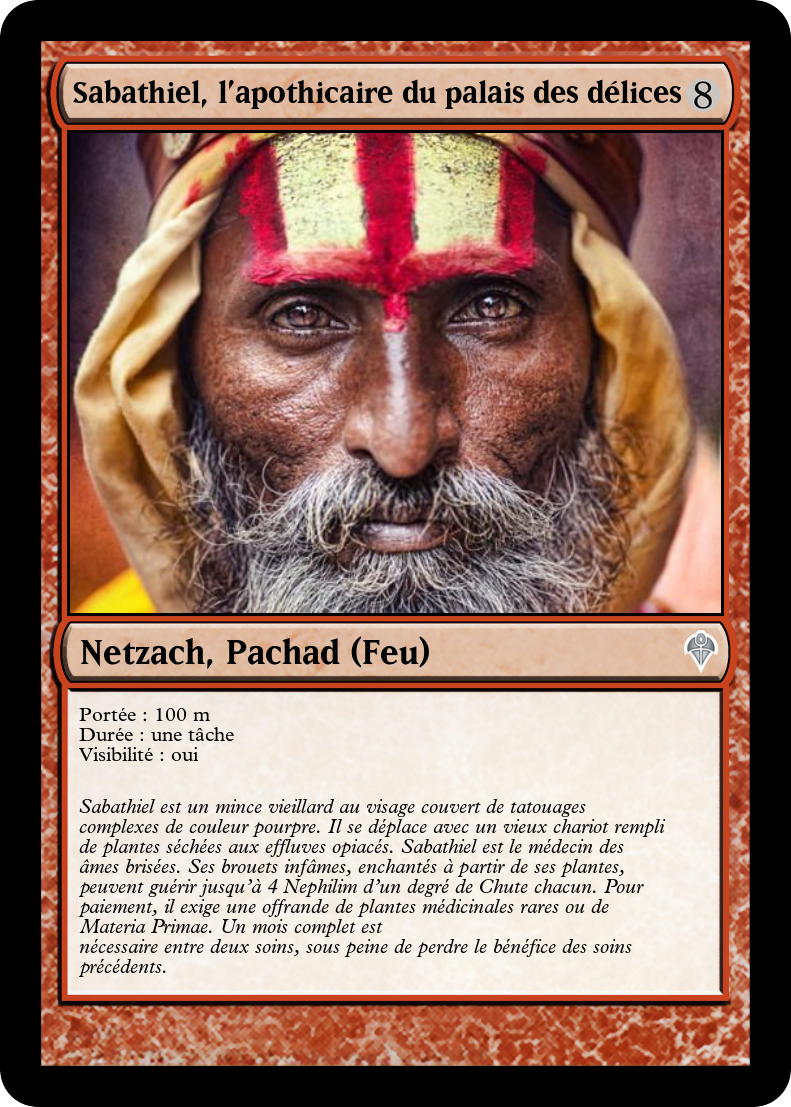 Sabathiel, l'apothicaire du palais des délices 8
Netzach, Pachad (Feu)
Portée : 100 m
Durée : une tâche
Visibilité : oui
Sabathiel est un mince vieillard au visage couvert de tatouages
complexes de couleur pourpre. Il se déplace avec un vieux chariot rempli
de plantes séchées aux effluves opiacés. Sabathiel est le médecin des
âmes brisées. Ses brouets infâmes, enchantés à partir de ses plantes,
peuvent guérir jusqu'à 4 Nephilim d'un degré de Chute chacun. Pour
paiement, il exige une offrande de plantes médicinales rares ou de
Materia Primae. Un mois complet est
nécessaire entre deux soins, sous peine de perdre le bénéfice des soins
précédents.